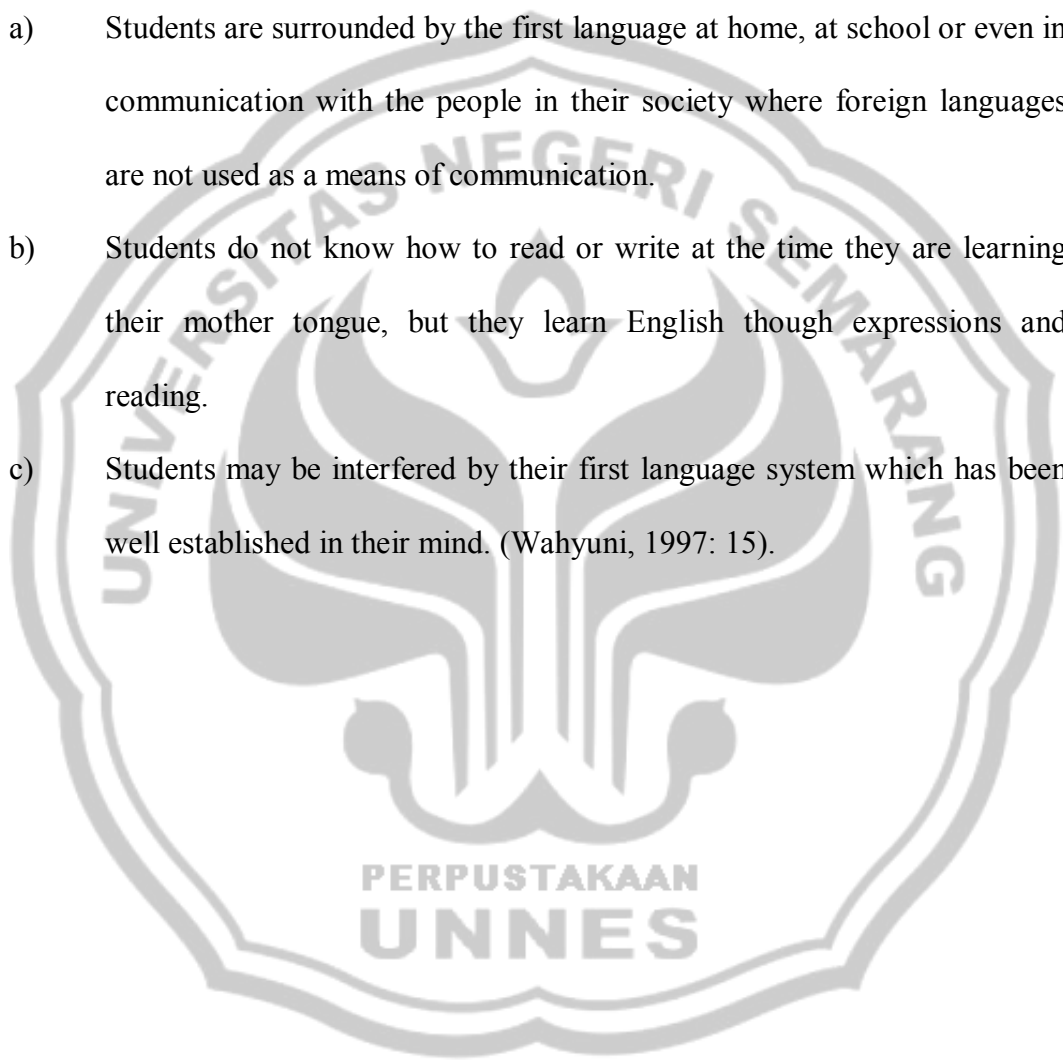 a) Students are surrounded by the first language at home, at school or even in
communication with the people in their society where foreign languages
are not used as a means of communication.
b) Students do not know how to read or write at the time they are learning
their mother tongue, but they learn English though expressions and
reading.
c) Students may be interfered by their first language system which has been
well established in their mind. (Wahyuni, 1997: 15).
UNIVERSITAS NEGERI SEMARANG
PERPUSTAKAAN
UNNES